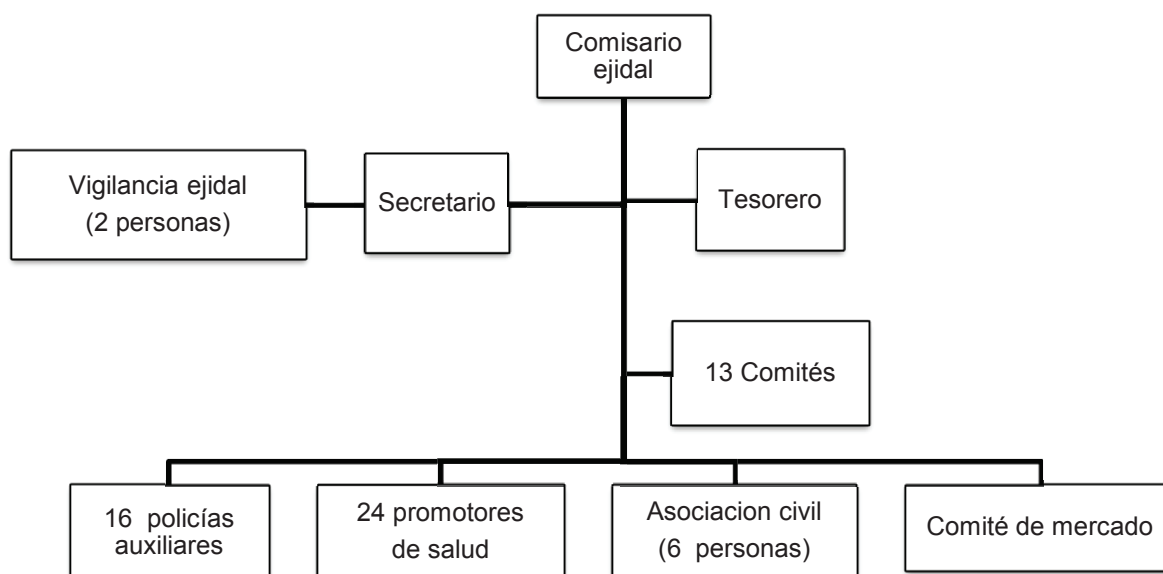 Comisario
ejidal
Vigilancia ejidal
(2 personas)
Secretario
Tesorero
13 Comités
16 policías
auxiliares
24 promotores
de salud
Asociacion civil
(6 personas)
Comité de mercado